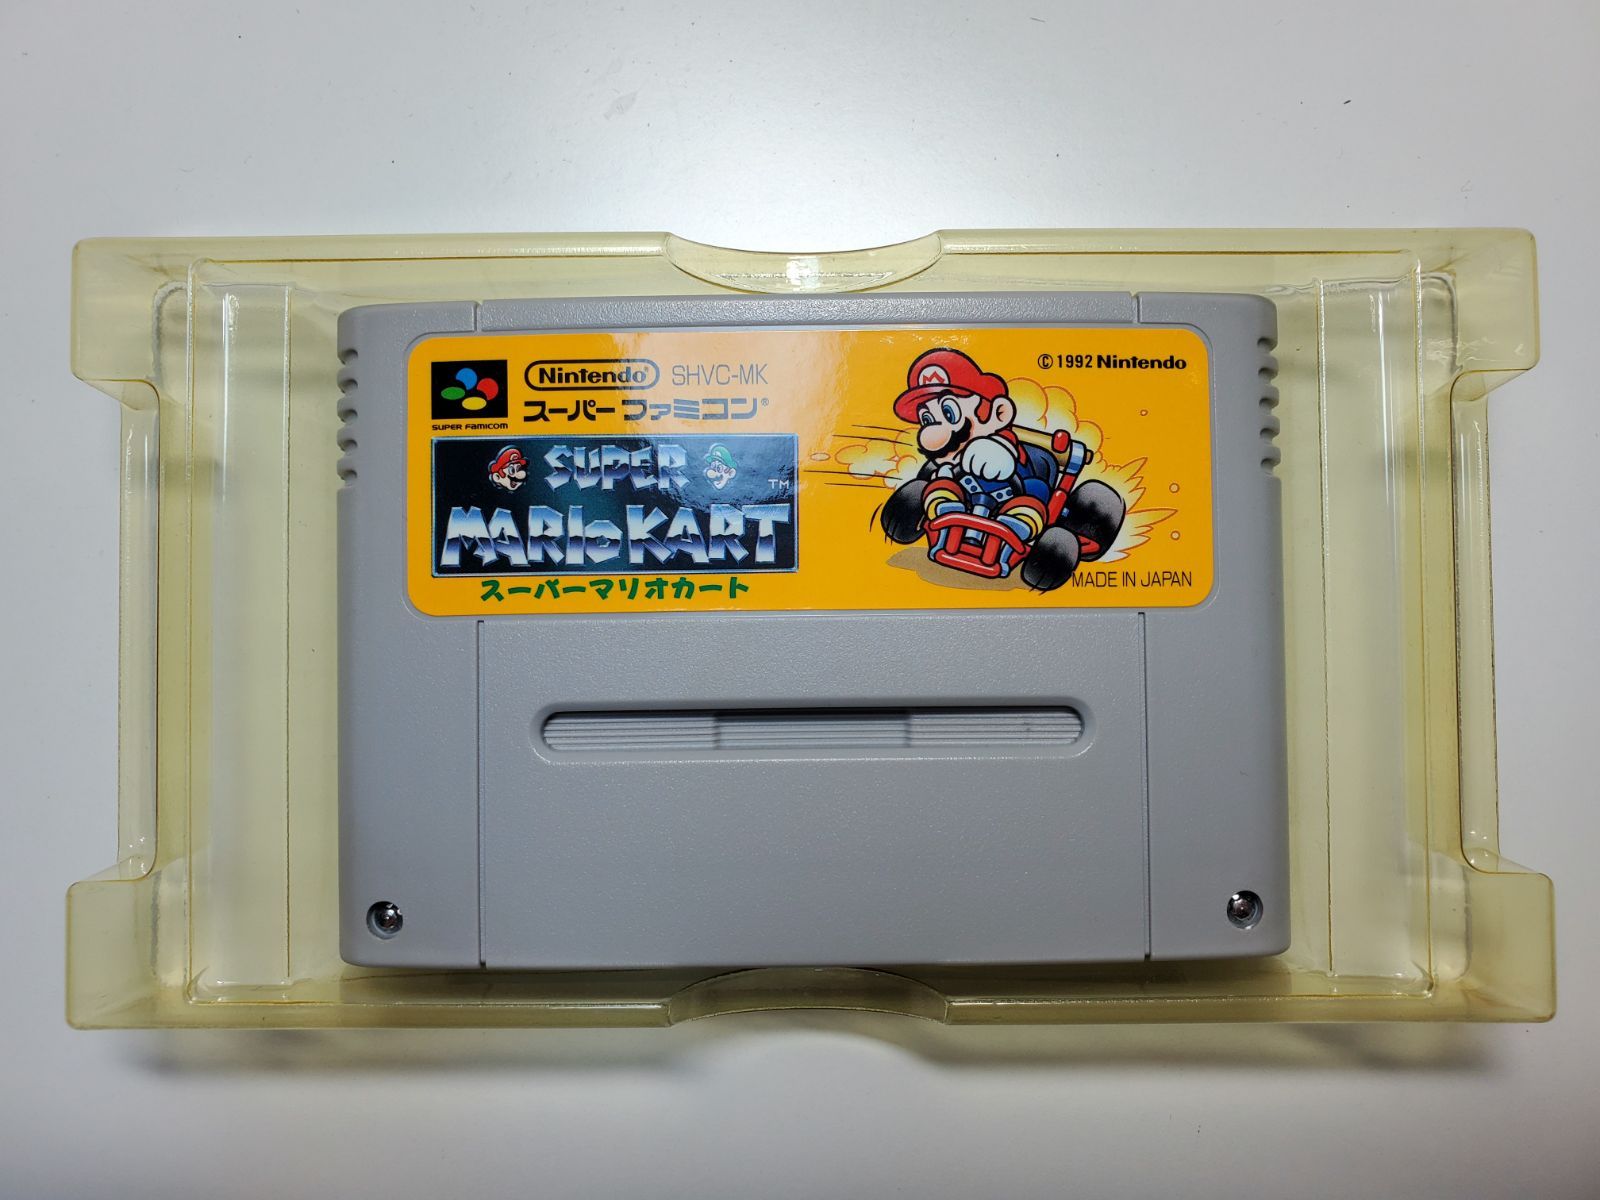 SUPER FAMICOM
Nintendo SHVC-MK
スーパーファミコン®
SUPER
MARIO KART TM
スーパーマリオカート
M
© 1992 Nintendo
MADE IN JAPAN